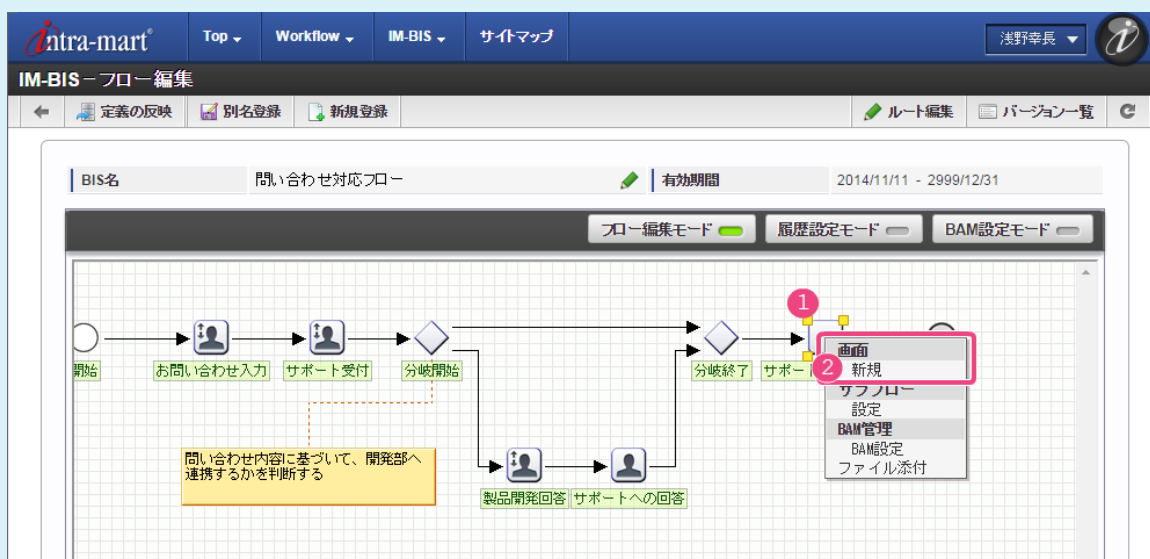 intra-mart® Top Workflow IM-BIS サイトマップ 浅野幸長
IM-BIS－フロー編集
定義の反映 別名登録 新規登録 ルート編集 バージョン一覧
BIS名 問い合わせ対応フロー 有効期間 2014/11/11 - 2999/12/31
フロー編集モード 履歴設定モード BAM設定モード
1
開始 お問い合わせ入力 サポート受付 分岐開始 分岐終了 サポート
画面
2 新規
サブフロー
設定
BAM管理
BAM設定
ファイル添付
問い合わせ内容に基づいて、開発部へ
連携するかを判断する
製品開発回答 サポートへの回答